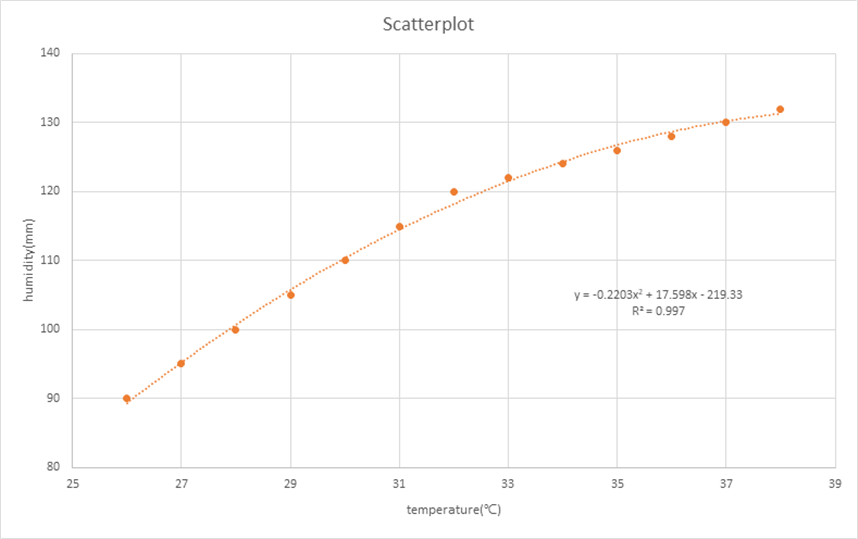 Scatterplot
140
130
120
110
100
90
80
humidity(mm)
y = -0.2203x² + 17.598x - 219.33
R² = 0.997
25 27 29 31 33 35 37 39
temperature(℃)